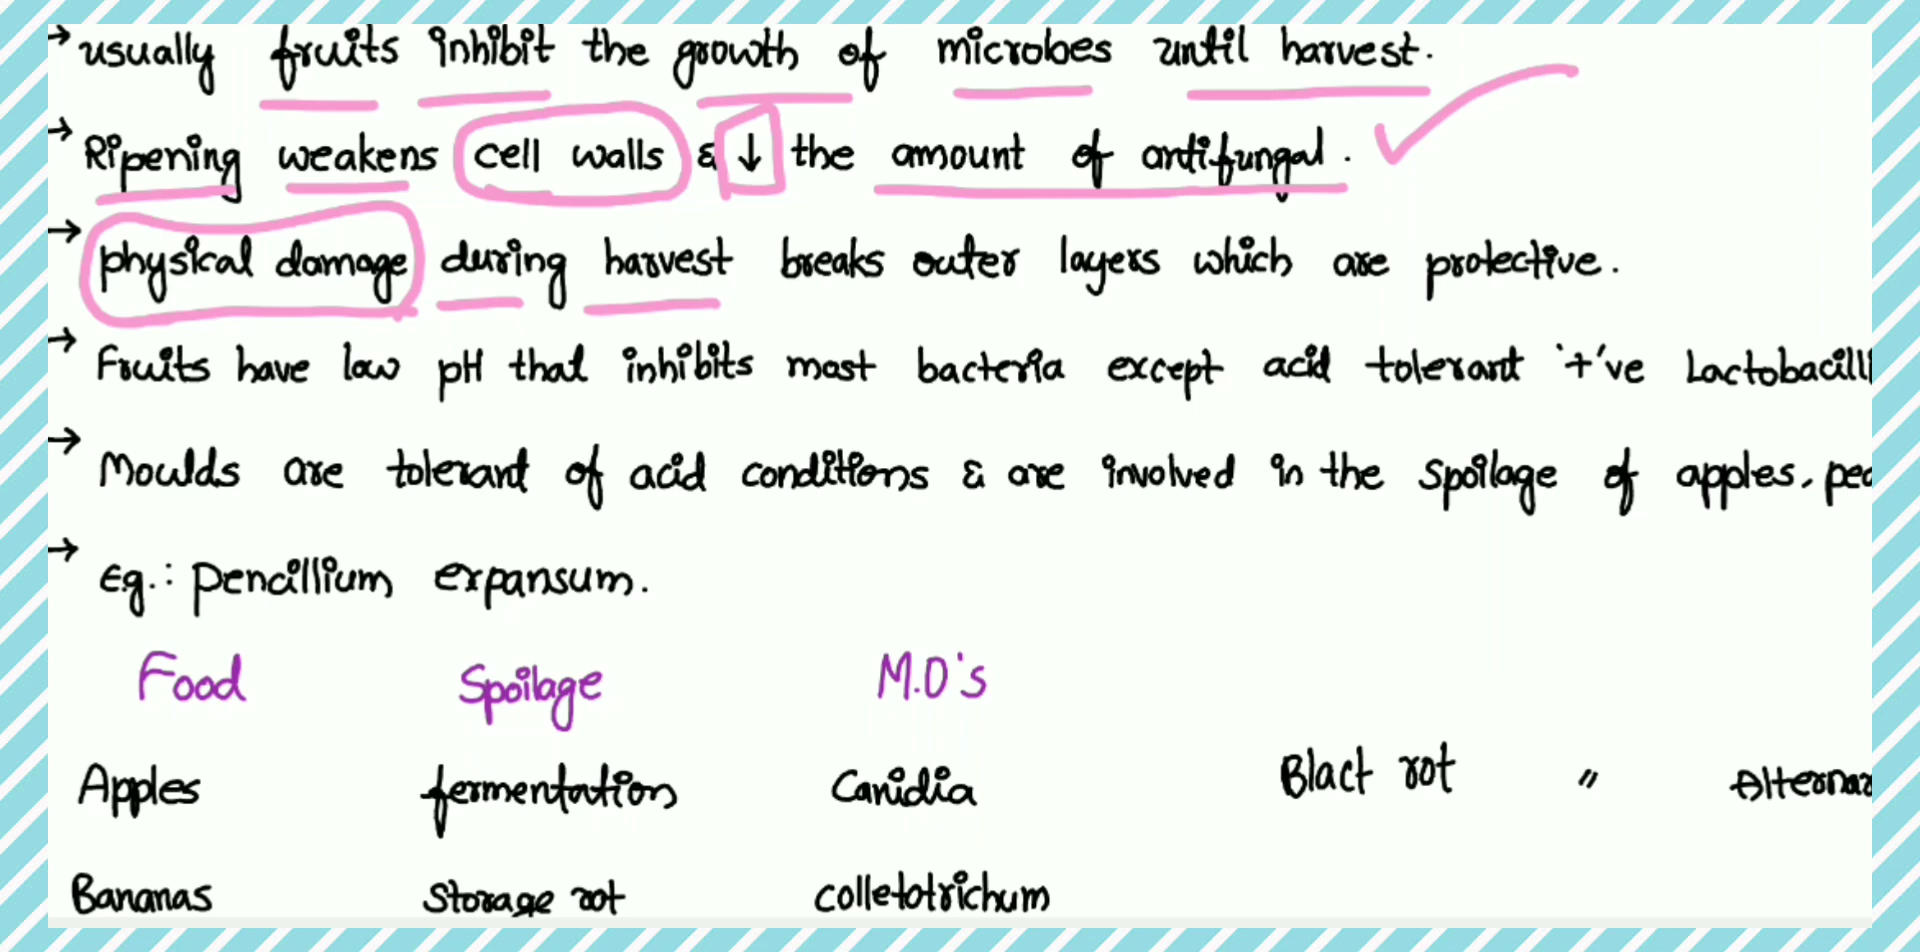 → usually fruits inhibit the growth of microbes until harvest.
→ Ripening weakens cell walls & ↓ the amount of antifungal.
→ physical damage during harvest breaks outer layers which are protective.
→ Fruits have low pH that inhibits most bacteria except acid tolerant '+'ve Lactobacilli
→ Moulds are tolerant of acid conditions & are involved in the spoilage of apples,
→ Eg.: Pencillium expansum.
Food Spoilage M.O's
Apples fermentation Canidia Blact rot "
Bananas Storage rot colletotrichum